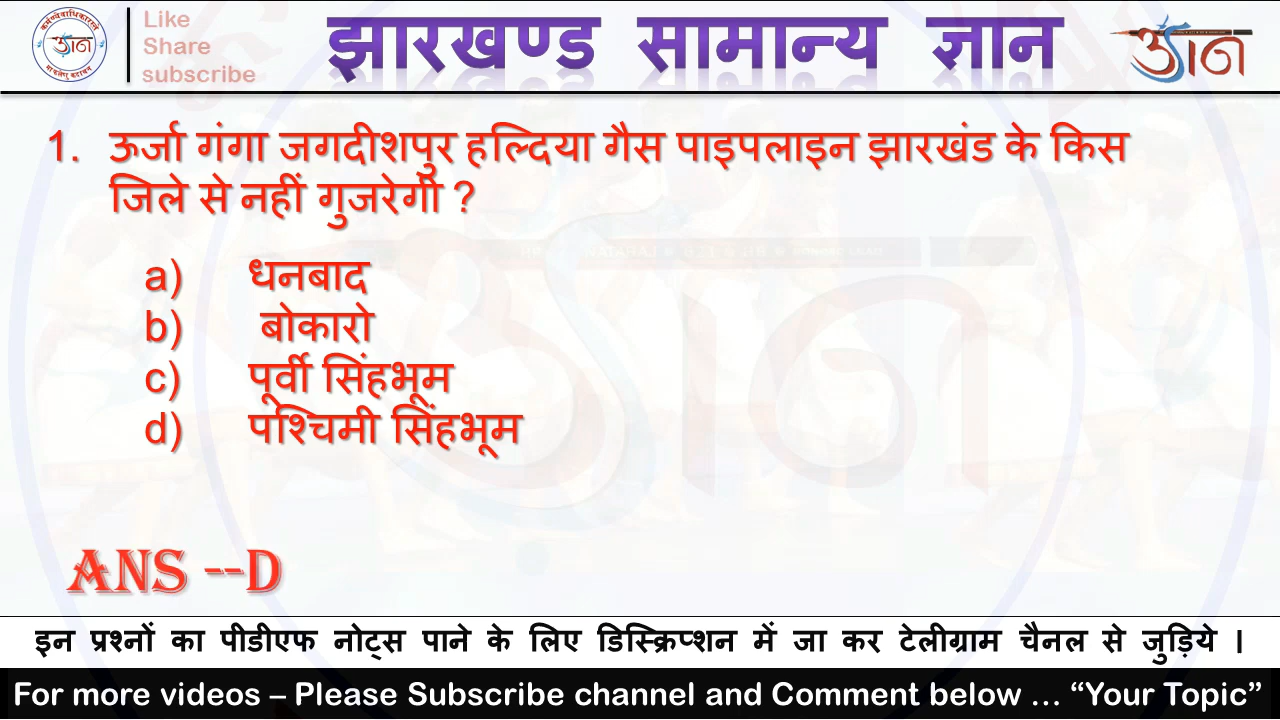 Like
Share
subscribe
झारखण्ड सामान्य ज्ञान
ज्ञान
1. ऊर्जा गंगा जगदीशपुर हल्दिया गैस पाइपलाइन झारखंड के किस
जिले से नहीं गुजरेगी ?
a) धनबाद
b) बोकारो
c) पूर्वी सिंहभूम
d) पश्चिमी सिंहभूम
ANS --D
इन प्रश्नों का पीडीएफ नोट्स पाने के लिए डिस्क्रिप्शन में जा कर टेलीग्राम चैनल से जुड़िये ।
For more videos – Please Subscribe channel and Comment below ... “Your Topic”